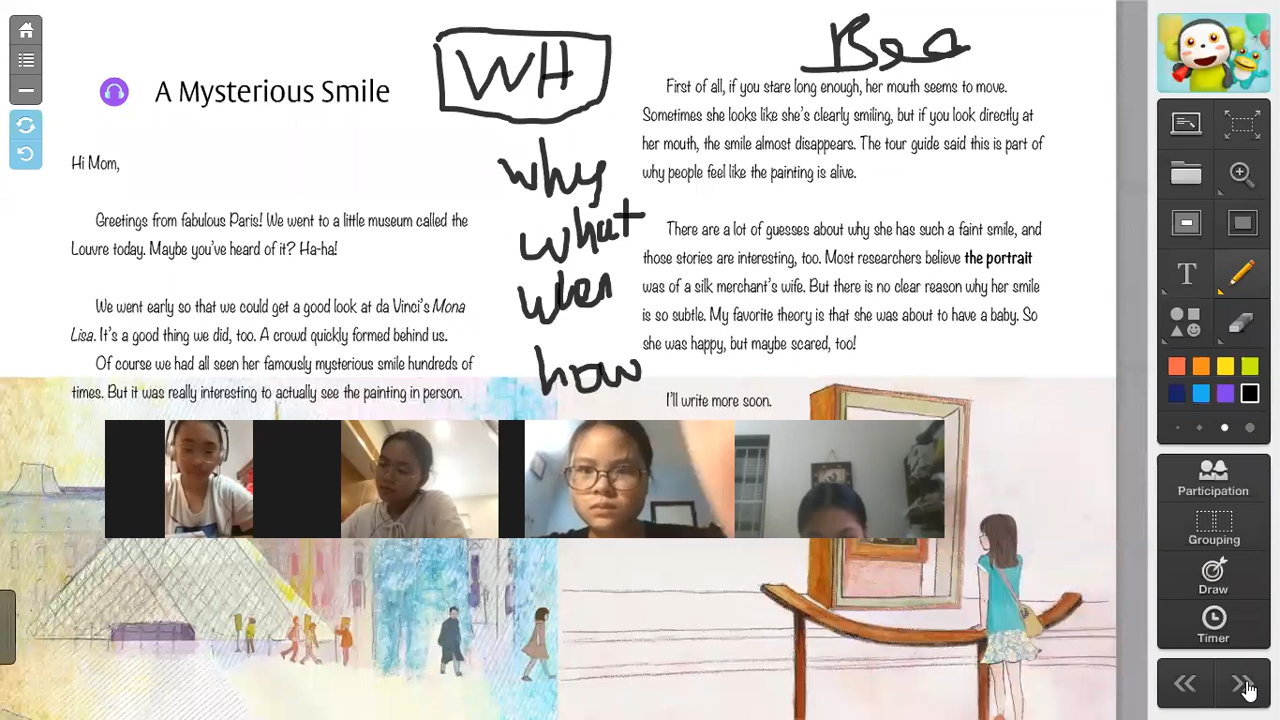 A Mysterious Smile
Hi Mom,
Greetings from fabulous Paris! We went to a little museum called the
Louvre today. Maybe you've heard of it? Ha-ha!
We went early so that we could get a good look at da Vinci's Mona
Lisa. It's a good thing we did, too. A crowd quickly formed behind us.
Of course we had all seen her famously mysterious smile hundreds of
times. But it was really interesting to actually see the painting in person.
WH
why
what
when
how
Bea
First of all, if you stare long enough, her mouth seems to move.
Sometimes she looks like she's clearly smiling, but if you look directly at
her mouth, the smile almost disappears. The tour guide said this is part of
why people feel like the painting is alive.
There are a lot of guesses about why she has such a faint smile, and
those stories are interesting, too. Most researchers believe the portrait
was of a silk merchant's wife. But there is no clear reason why her smile
is so subtle. My favorite theory is that she was about to have a baby. So
she was happy, but maybe scared, too!
I'll write more soon.
T
Participation
Grouping
Draw
Timer